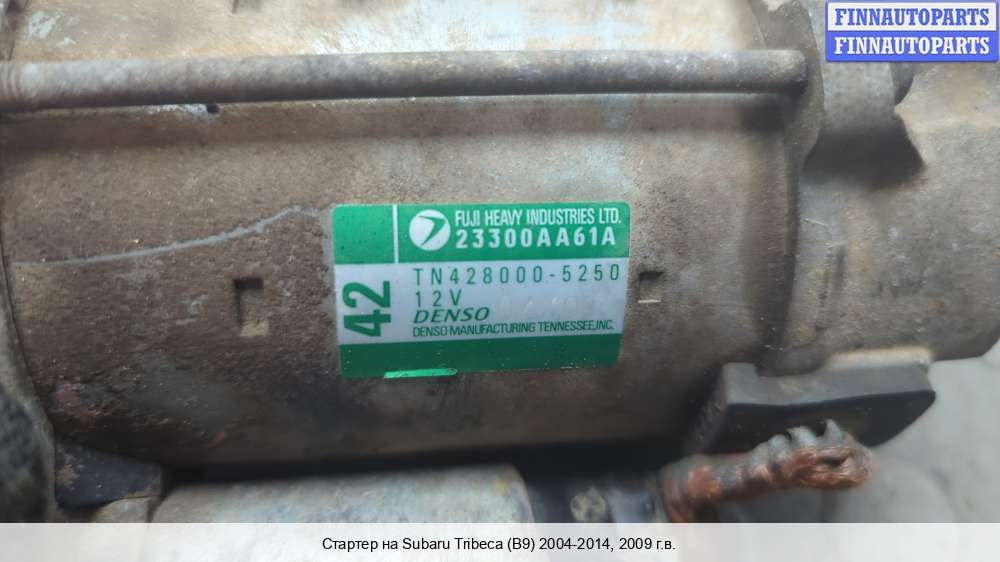 FINNAUTOPARTS
FINNAUTOPARTS
FUJI HEAVY INDUSTRIES LTD.
23300AA61A
42
TN428000-5250
12V
DENSO
DENSO MANUFACTURING TENNESSEE,INC.
Стартер на Subaru Tribeca (B9) 2004-2014, 2009 г.в.